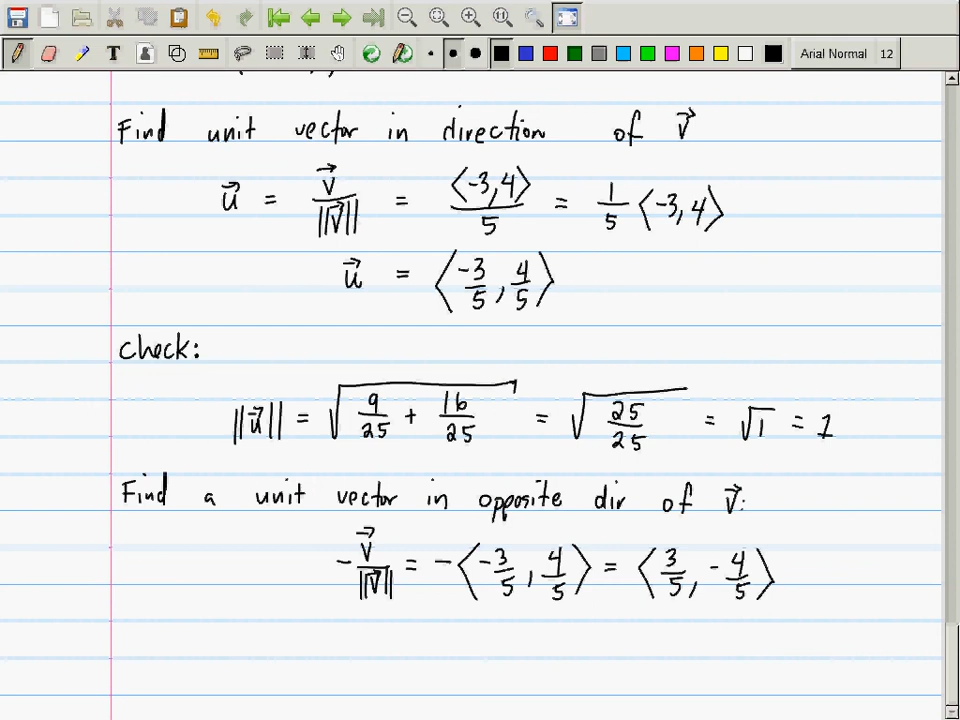 Arial Normal 12
Find unit vector in direction of v⃗
u⃗ = v⃗/||v⃗|| = ⟨-3,4⟩/5 = 1/5 ⟨-3,4⟩
u⃗ = ⟨-3/5, 4/5⟩
Check:
||u⃗|| = √(9/25 + 16/25) = √(25/25) = √1 = 1
Find a unit vector in opposite dir of v⃗:
-v⃗/||v⃗|| = -⟨-3/5, 4/5⟩ = ⟨3/5, -4/5⟩